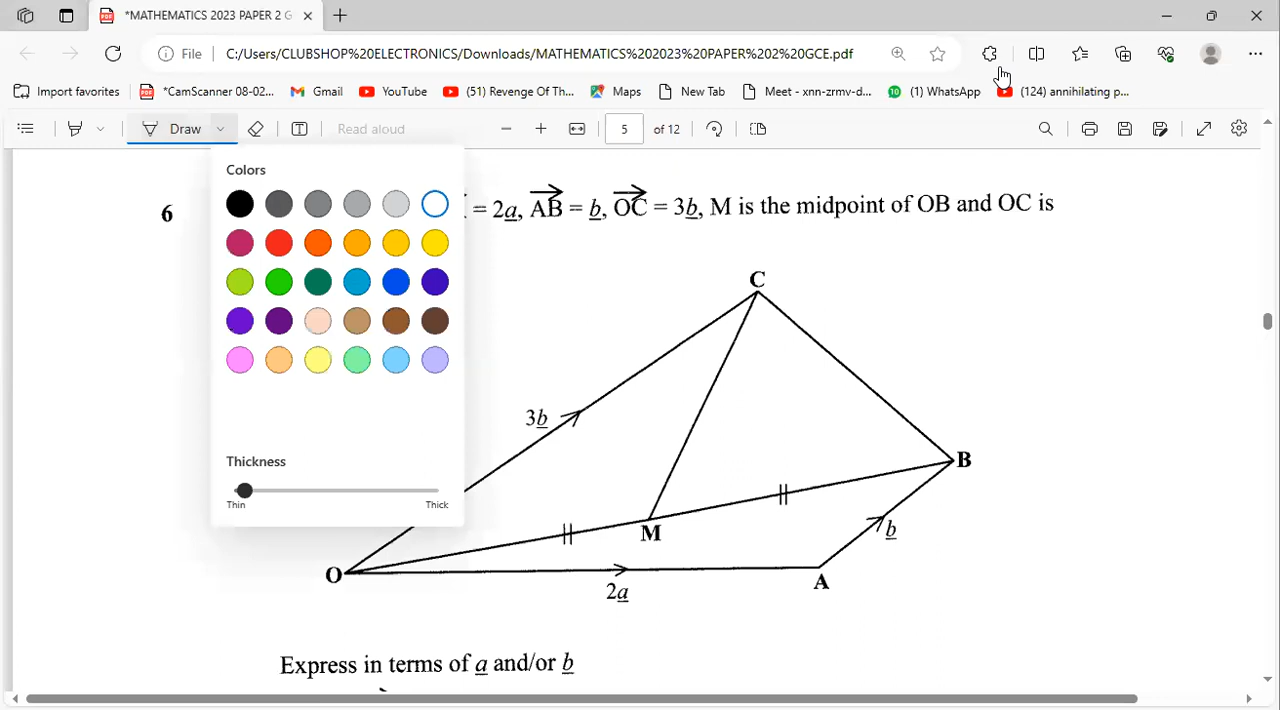 *MATHEMATICS 2023 PAPER 2 G
File C:/Users/CLUBSHOP%20ELECTRONICS/Downloads/MATHEMATICS%202023%20PAPER%202%20GCE.pdf
Import favorites *CamScanner 08-02... Gmail YouTube (51) Revenge Of Th... Maps New Tab Meet - xnn-zrmv-d... 10 (1) WhatsApp (124) annihilating p...
Draw Read aloud 5 of 12
Colors
6 = 2a, AB = b, OC = 3b, M is the midpoint of OB and OC is
C
3b
Thickness
B
Thin Thick
M
b
O
A
2a
Express in terms of a and/or b